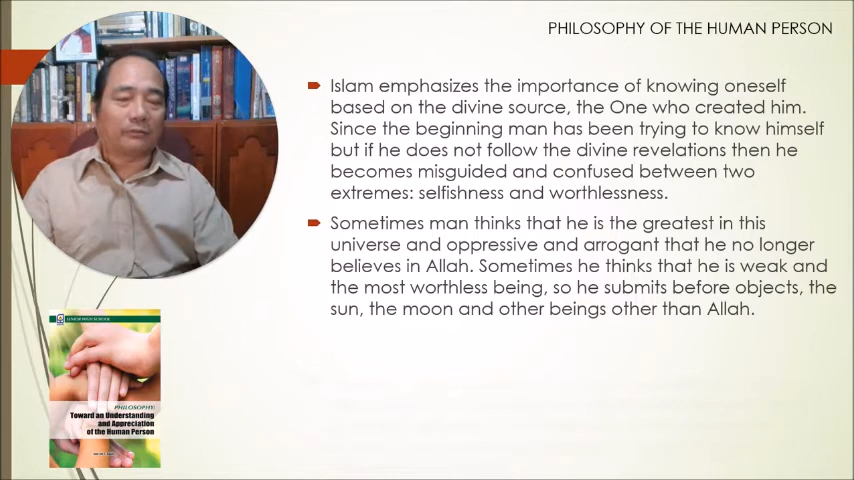 PHILOSOPHY OF THE HUMAN PERSON
Islam emphasizes the importance of knowing oneself
based on the divine source, the One who created him.
Since the beginning man has been trying to know himself
but if he does not follow the divine revelations then he
becomes misguided and confused between two
extremes: selfishness and worthlessness.
Sometimes man thinks that he is the greatest in this
universe and oppressive and arrogant that he no longer
believes in Allah. Sometimes he thinks that he is weak and
the most worthless being, so he submits before objects, the
sun, the moon and other beings other than Allah.
SENIOR HIGH SCHOOL
PHILOSOPHY:
Toward an Understanding
and Appreciation
of the Human Person